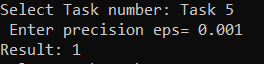 Select Task number: Task 5
Enter precision eps= 0.001
Result: 1